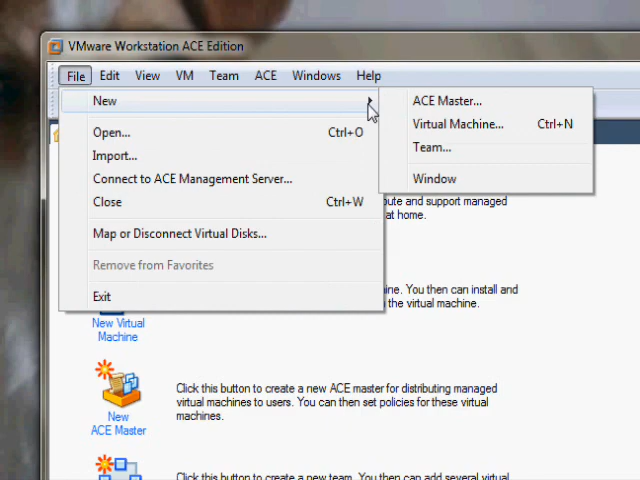 VMware Workstation ACE Edition
File Edit View VM Team ACE Windows Help
New
Open... Ctrl+O
Import...
Connect to ACE Management Server...
Close Ctrl+W
Map or Disconnect Virtual Disks...
Remove from Favorites
Exit
ACE Master...
Virtual Machine... Ctrl+N
Team...
Window
and support managed
at home.
You then can install and
the virtual machine.
New Virtual
Machine
Click this button to create a new ACE master for distributing managed
virtual machines to users. You can then set policies for these virtual
machines.
New
ACE Master
Click this button to create a new team. You then can add several virtual